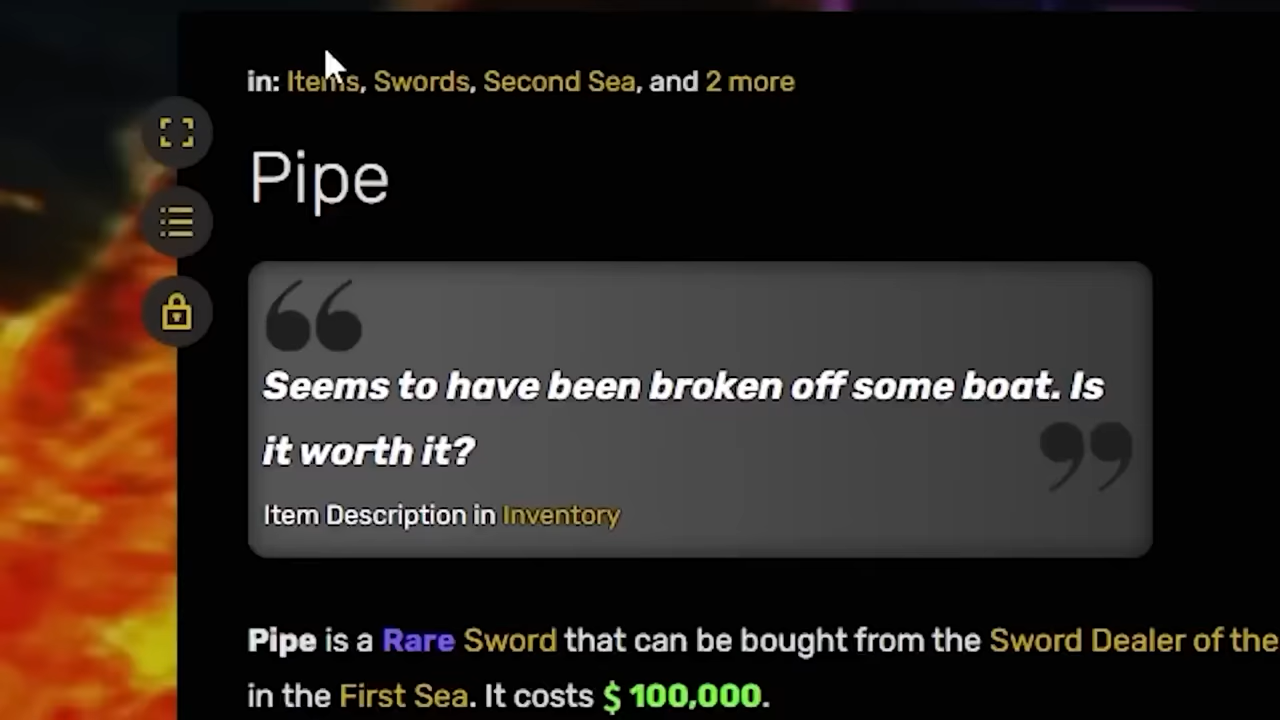 in: Items, Swords, Second Sea, and 2 more
Pipe
Seems to have been broken off some boat. Is
it worth it?
Item Description in Inventory
Pipe is a Rare Sword that can be bought from the Sword Dealer of the
in the First Sea. It costs $ 100,000.